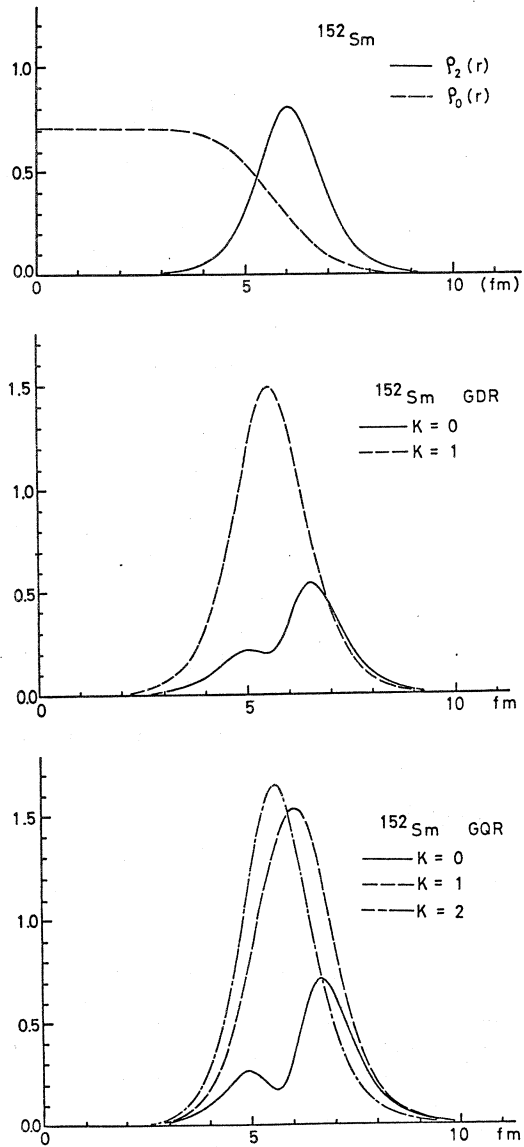 ¹⁵²Sm
ρ₂(r)
ρ₀(r)
1.0
0.5
0.0
0 5 10 (fm)
¹⁵²Sm GDR
K = 0
K = 1
1.5
1.0
0.5
0.0
0 5 10 fm
¹⁵²Sm GQR
K = 0
K = 1
K = 2
1.5
1.0
0.5
0.0
0 5 10 fm